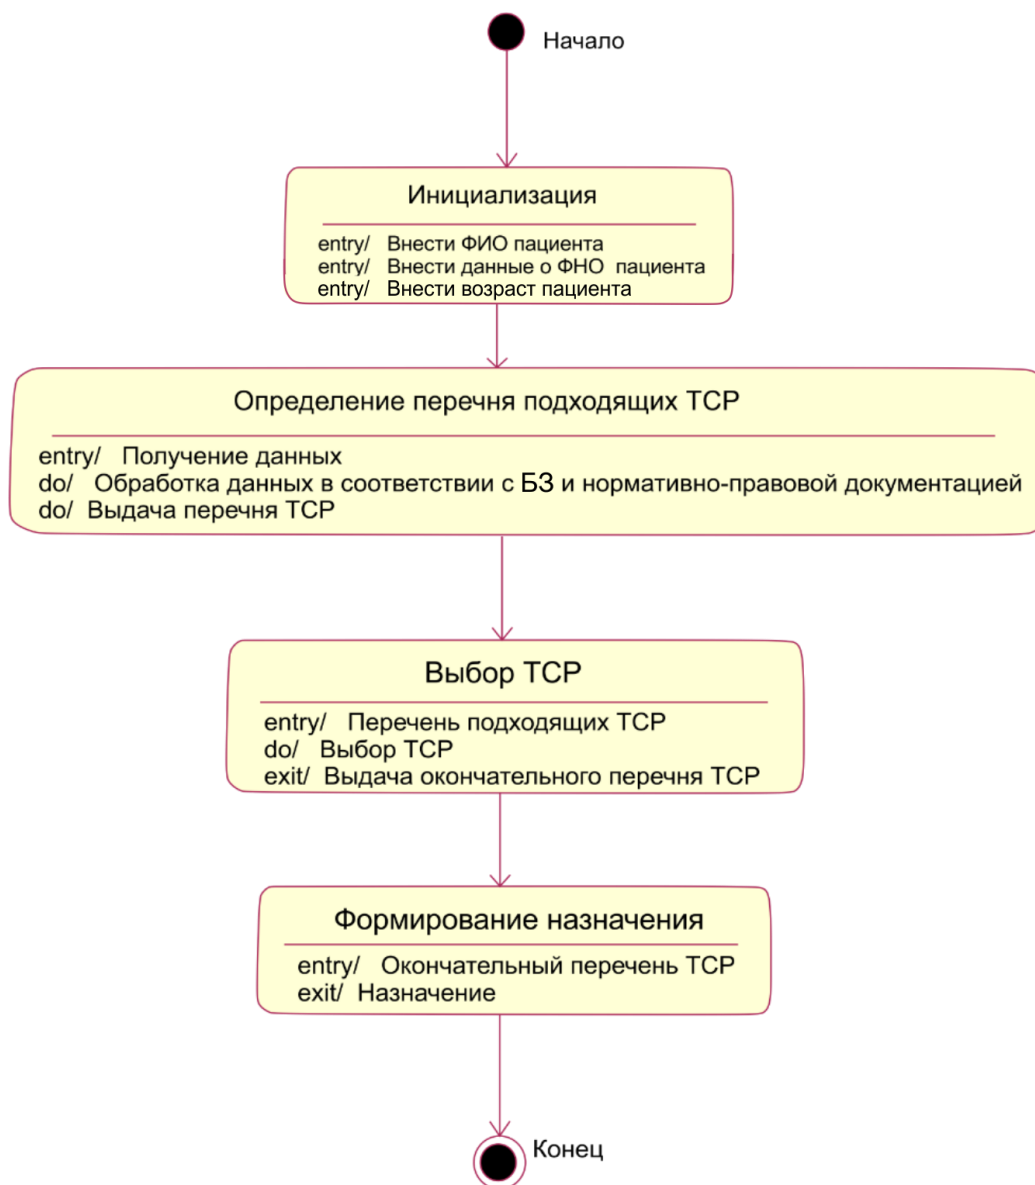 Начало
Инициализация
entry/ Внести ФИО пациента
entry/ Внести данные о ФНО пациента
entry/ Внести возраст пациента
Определение перечня подходящих ТСР
entry/ Получение данных
do/ Обработка данных в соответствии с БЗ и нормативно-правовой документацией
do/ Выдача перечня ТСР
Выбор ТСР
entry/ Перечень подходящих ТСР
do/ Выбор ТСР
exit/ Выдача окончательного перечня ТСР
Формирование назначения
entry/ Окончательный перечень ТСР
exit/ Назначение
Конец